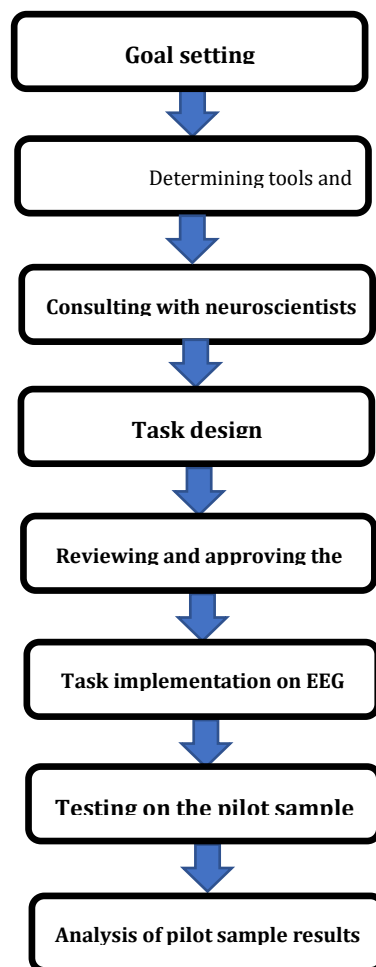 Goal setting
Determining tools and
Consulting with neuroscientists
Task design
Reviewing and approving the
Task implementation on EEG
Testing on the pilot sample
Analysis of pilot sample results